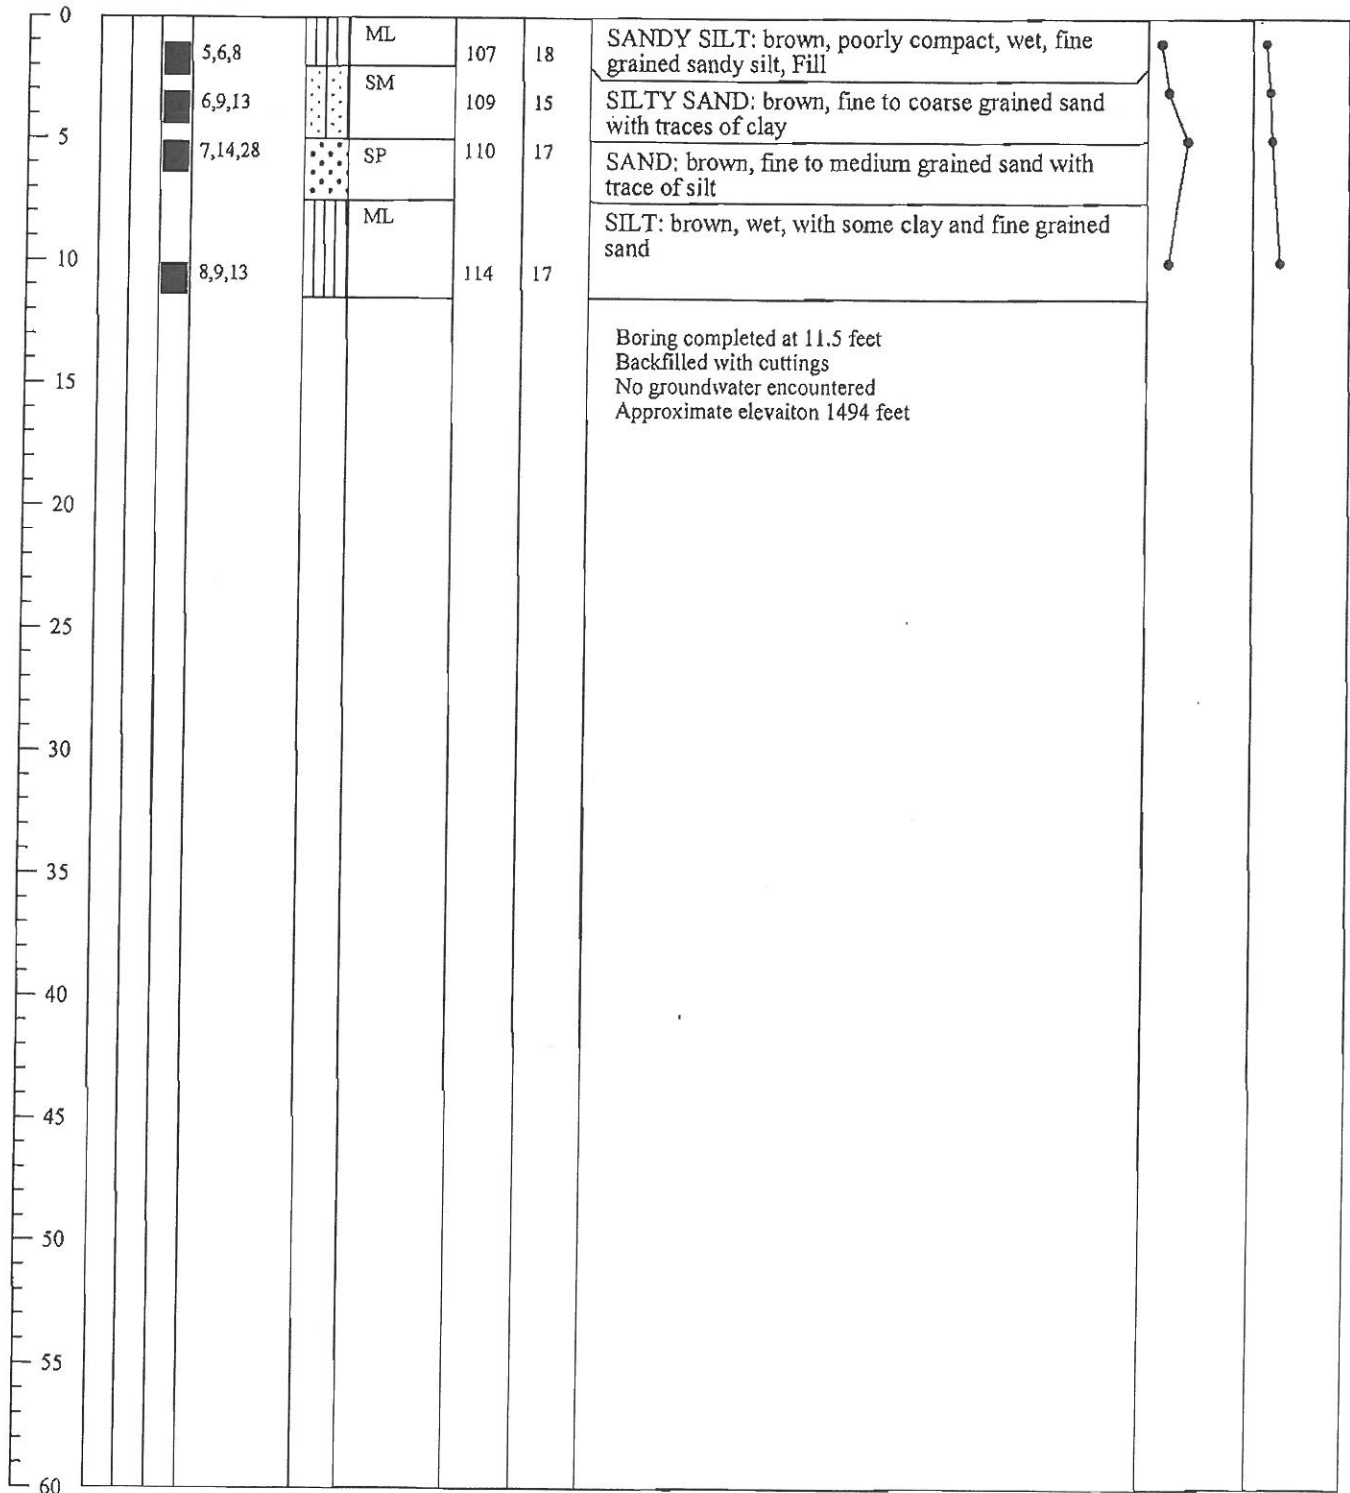 0
ML
5,6,8
107
18
SANDY SILT: brown, poorly compact, wet, fine
grained sandy silt, Fill
SM
6,9,13
109
15
SILTY SAND: brown, fine to coarse grained sand
with traces of clay
5
7,14,28
SP
110
17
SAND: brown, fine to medium grained sand with
trace of silt
ML
SILT: brown, wet, with some clay and fine grained
sand
10
8,9,13
114
17
Boring completed at 11.5 feet
Backfilled with cuttings
No groundwater encountered
Approximate elevaiton 1494 feet
15
20
25
30
35
40
45
50
55
60